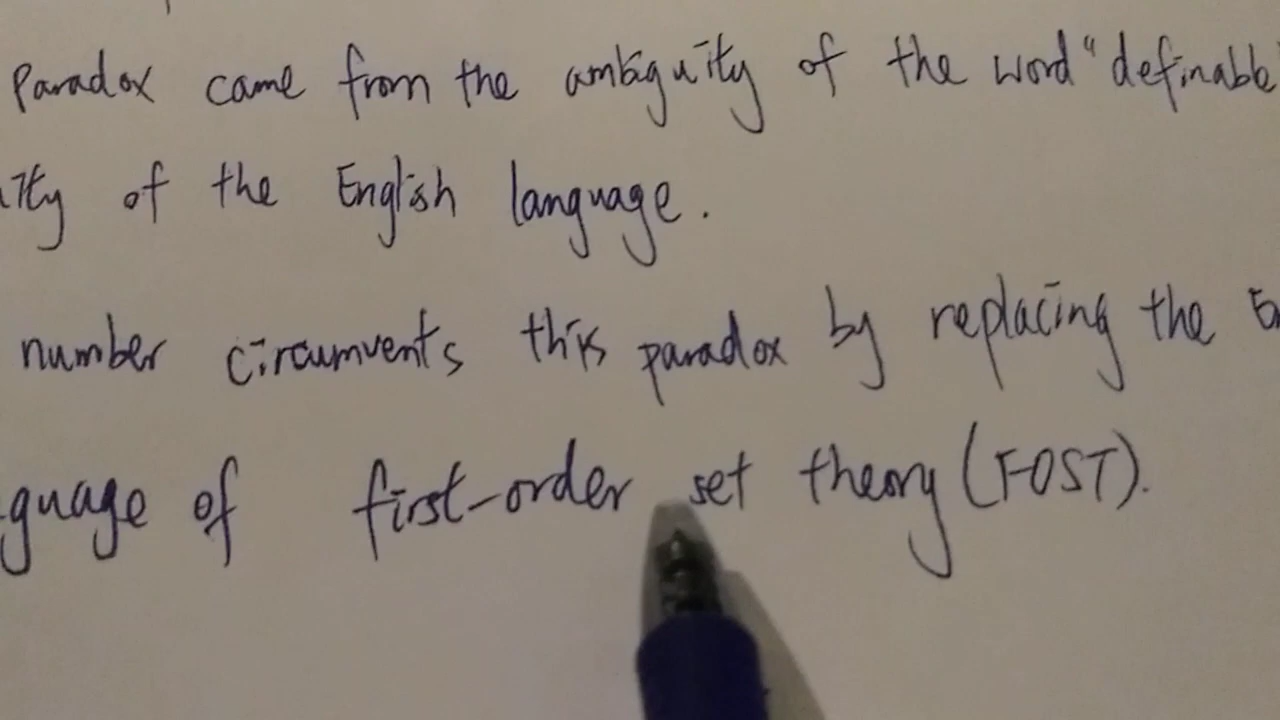 Paradox came from the ambiguity of the word "definable"
of the English language.
number circumvents this paradox by replacing the
guage of first-order set theory (FOST).